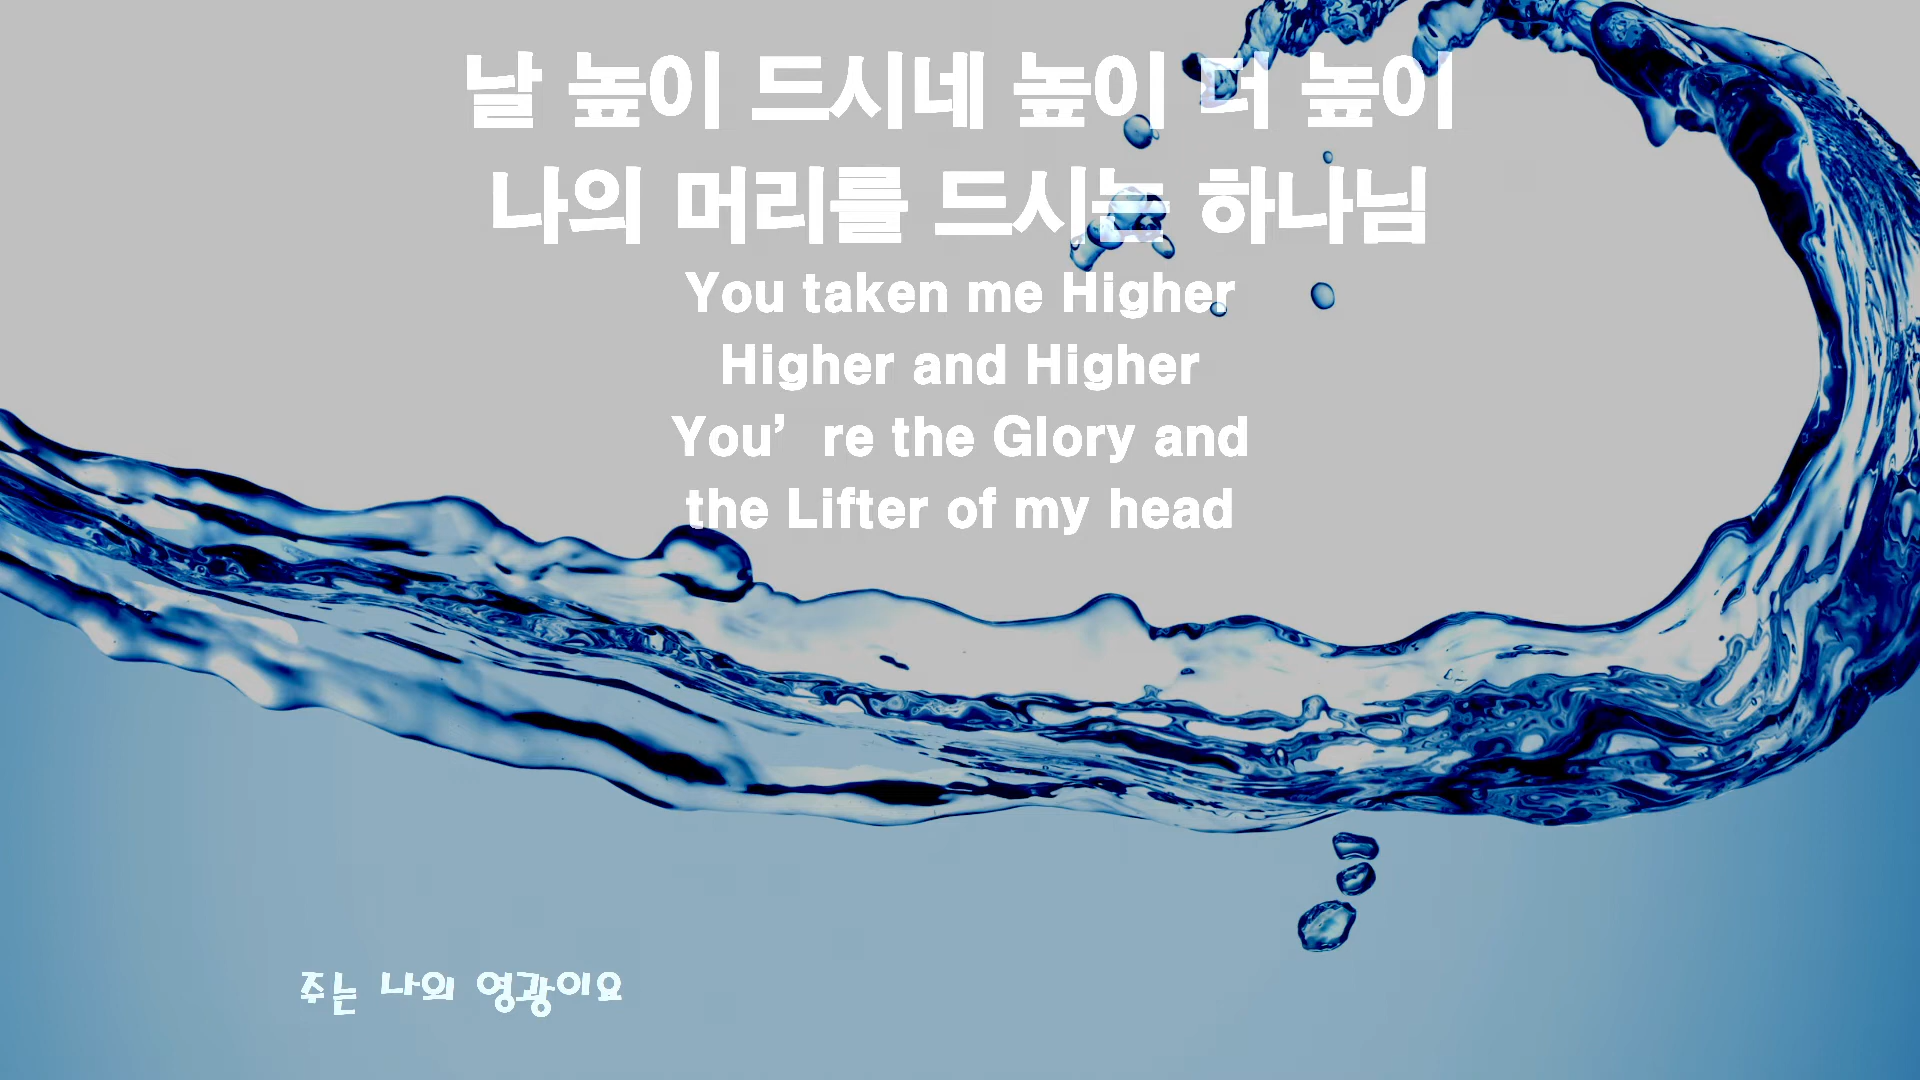 날 높이 드시네 높이 더 높이
나의 머리를 드시는 하나님
You taken me Higher
Higher and Higher
You’re the Glory and
the Lifter of my head
주는 나의 영광이요